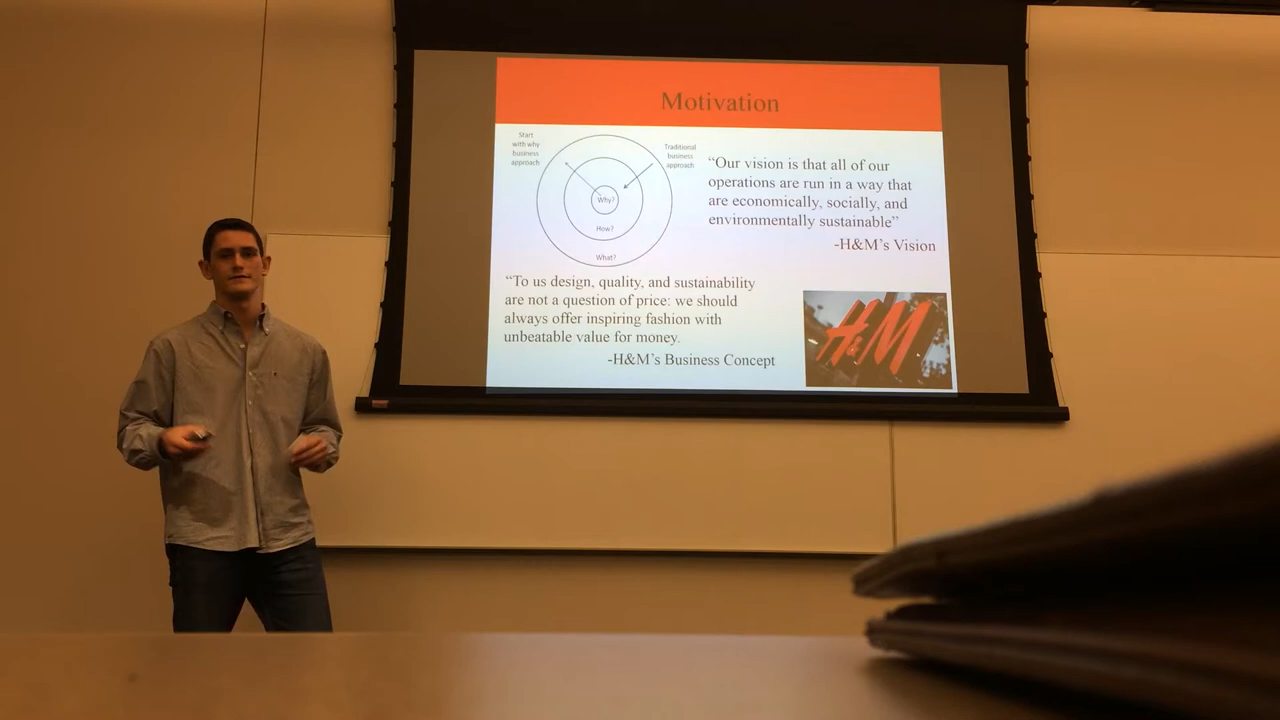 Motivation
Start
with why
business
approach
Traditional
business
approach
Why?
How?
What?
“Our vision is that all of our
operations are run in a way that
are economically, socially, and
environmentally sustainable”
-H&M’s Vision
“To us design, quality, and sustainability
are not a question of price: we should
always offer inspiring fashion with
unbeatable value for money.
-H&M’s Business Concept
H&M